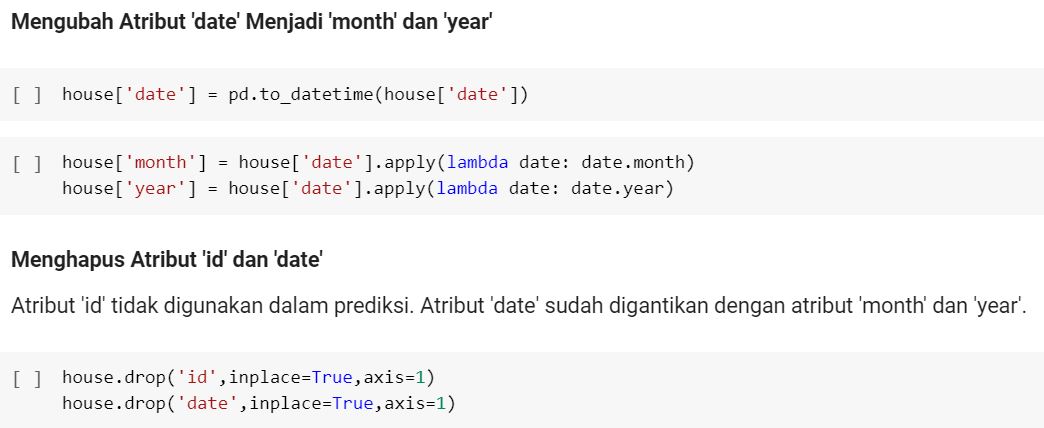 Mengubah Atribut 'date' Menjadi 'month' dan 'year'
[ ] house['date'] = pd.to_datetime(house['date'])
[ ] house['month'] = house['date'].apply(lambda date: date.month)
house['year'] = house['date'].apply(lambda date: date.year)
Menghapus Atribut 'id' dan 'date'
Atribut 'id' tidak digunakan dalam prediksi. Atribut 'date' sudah digantikan dengan atribut 'month' dan 'year'.
[ ] house.drop('id',inplace=True,axis=1)
house.drop('date',inplace=True,axis=1)